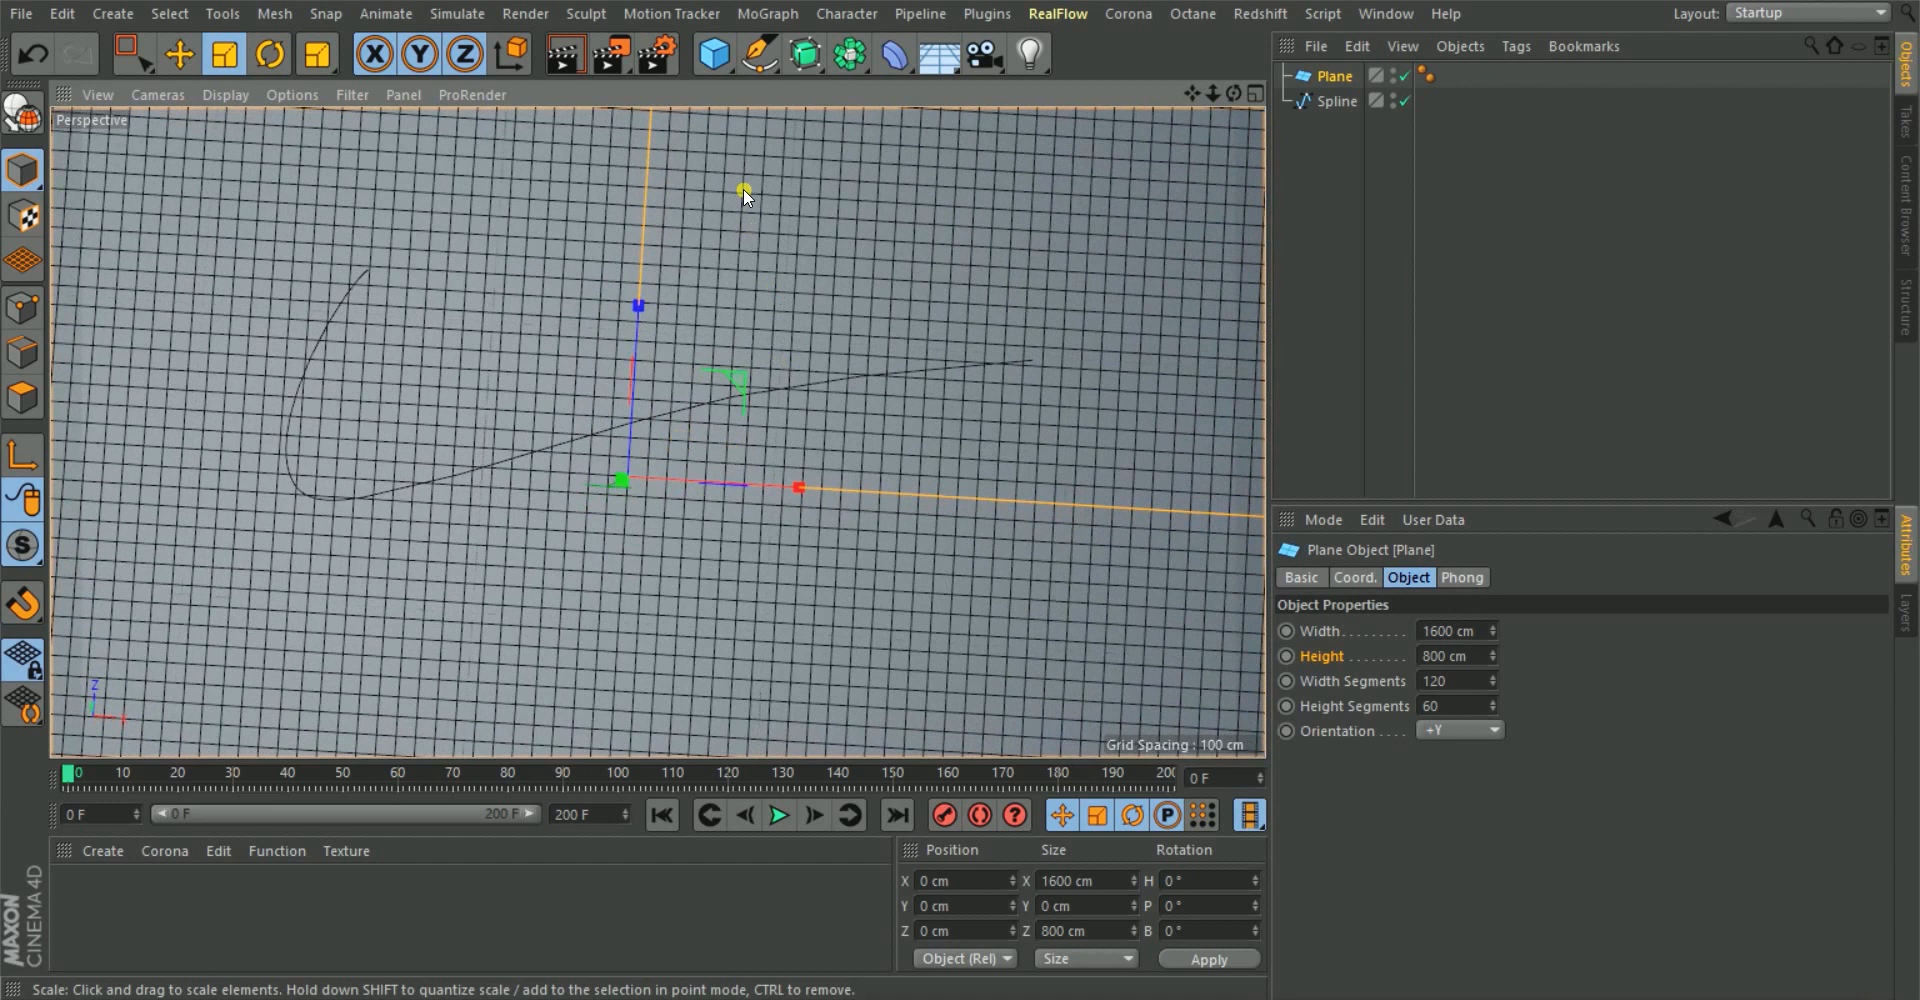 File Edit Create Select Tools Mesh Snap Animate Simulate Render Sculpt Motion Tracker MoGraph Character Pipeline Plugins RealFlow Corona Octane Redshift Script Window Help Layout: Startup
X Y Z
File Edit View Objects Tags Bookmarks
View Cameras Display Options Filter Panel ProRender
Perspective
Plane
Spline
Objects
Takes
Content Browser
Structure
S
Z
Grid Spacing : 100 cm
Mode Edit User Data
Plane Object [Plane]
Basic Coord. Object Phong
Object Properties
Width 1600 cm
Height 800 cm
Width Segments 120
Height Segments 60
Orientation +Y
Attributes
Layers
0 10 20 30 40 50 60 70 80 90 100 110 120 130 140 150 160 170 180 190 200 0 F
0 F 0 F 200 F 200 F ? P
Create Corona Edit Function Texture
Position Size Rotation
X 0 cm X 1600 cm H 0 °
Y 0 cm Y 0 cm P 0 °
Z 0 cm Z 800 cm B 0 °
Object (Rel) Size Apply
MAXON
CINEMA 4D
Scale: Click and drag to scale elements. Hold down SHIFT to quantize scale / add to the selection in point mode, CTRL to remove.